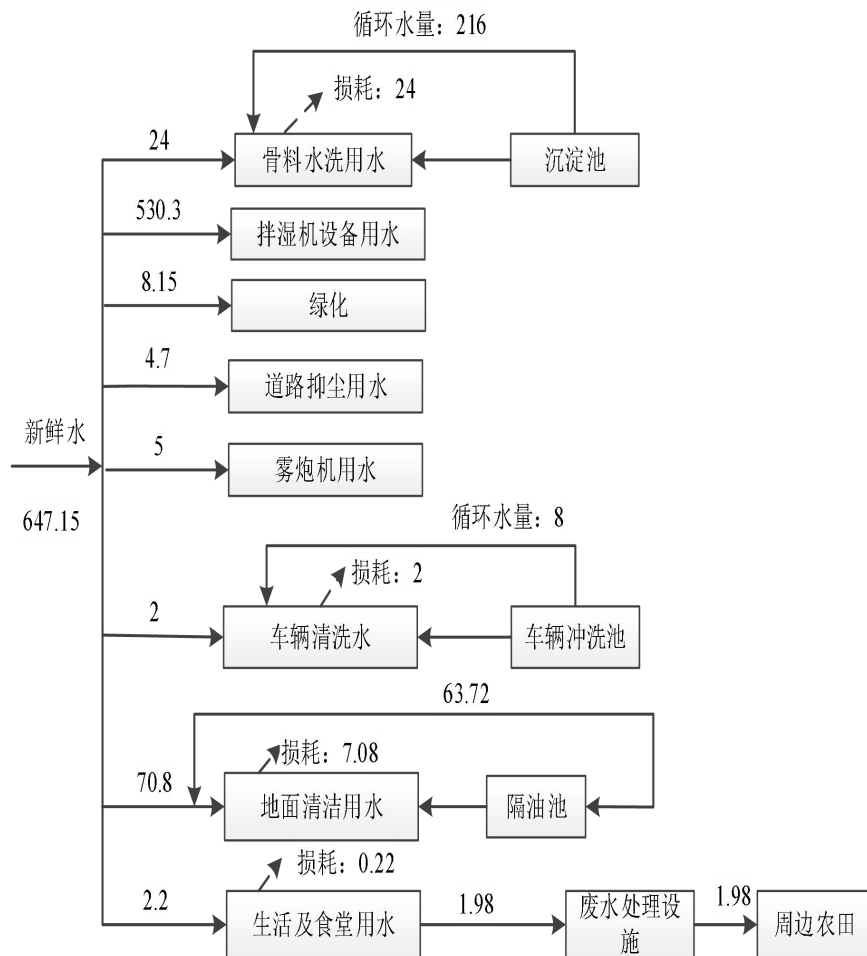 循环水量：216
损耗：24
24
骨料水洗用水
沉淀池
530.3
拌湿机设备用水
8.15
绿化
4.7
道路抑尘用水
新鲜水
5
雾炮机用水
647.15
循环水量：8
损耗：2
2
车辆清洗水
车辆冲洗池
63.72
损耗：7.08
70.8
地面清洁用水
隔油池
损耗：0.22
2.2
生活及食堂用水
1.98
废水处理设
施
1.98
周边农田